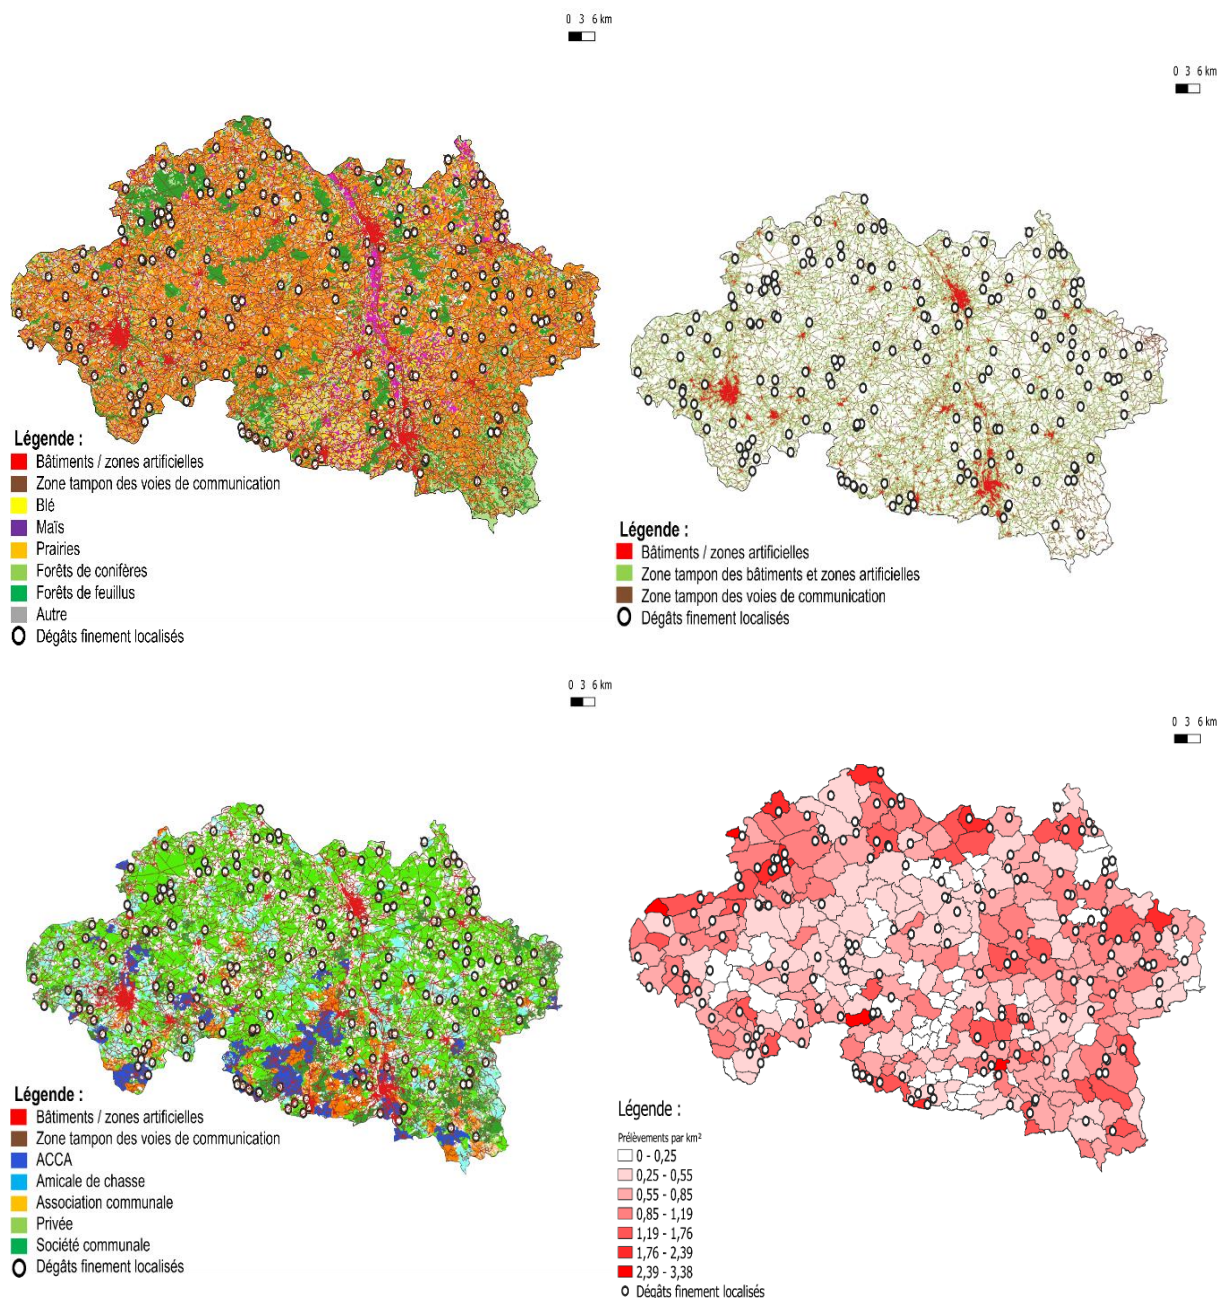 0 3 6 km
Légende :
Bâtiments / zones artificielles
Zone tampon des voies de communication
Blé
Maïs
Prairies
Forêts de conifères
Forêts de feuillus
Autre
Dégâts finement localisés
0 3 6 km
Légende :
Bâtiments / zones artificielles
Zone tampon des bâtiments et zones artificielles
Zone tampon des voies de communication
Dégâts finement localisés
0 3 6 km
Légende :
Bâtiments / zones artificielles
Zone tampon des voies de communication
ACCA
Amicale de chasse
Association communale
Privée
Société communale
Dégâts finement localisés
0 3 6 km
Légende :
Prélèvements par km²
0 - 0,25
0,25 - 0,55
0,55 - 0,85
0,85 - 1,19
1,19 - 1,76
1,76 - 2,39
2,39 - 3,38
Dégâts finement localisés